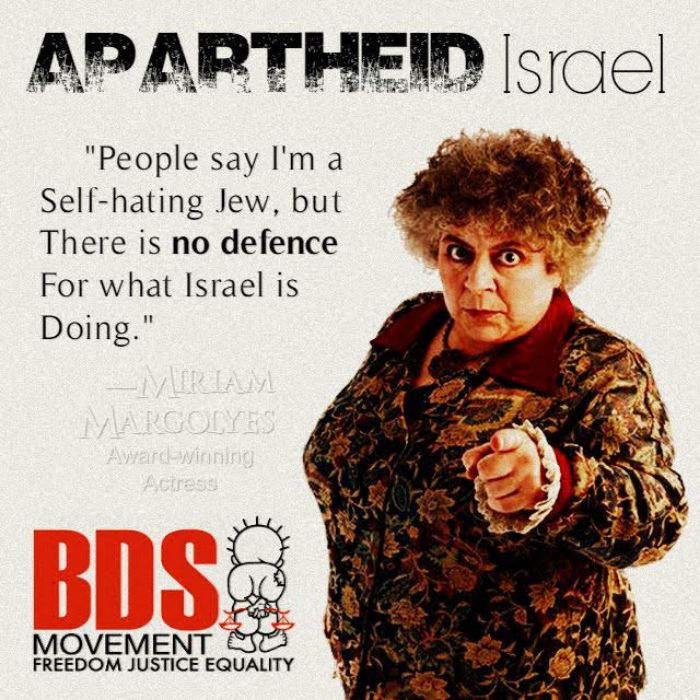 APARTHEID Israel
"People say I'm a
Self-hating Jew, but
There is no defence
For what Israel is
Doing."
—MIRIAM
MARGOLYES
Award-winning
Actress
BDS
MOVEMENT
FREEDOM JUSTICE EQUALITY